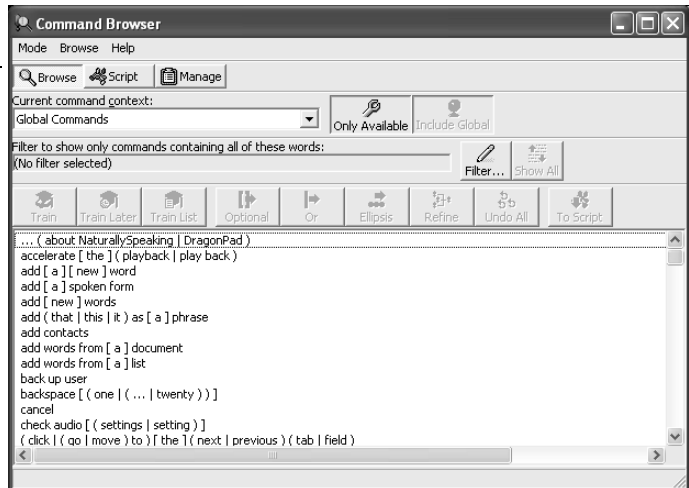 Command Browser
Mode Browse Help
Browse Script Manage
Current command context:
Global Commands
Only Available Include Global
Filter to show only commands containing all of these words:
(No filter selected)
Filter... Show All
Train Train Later Train List Optional Or Ellipsis Refine Undo All To Script
... ( about NaturallySpeaking | DragonPad )
accelerate [ the ] ( playback | play back )
add [ a ] [ new ] word
add [ a ] spoken form
add [ new ] words
add ( that | this | it ) as [ a ] phrase
add contacts
add words from [ a ] document
add words from [ a ] list
back up user
backspace [ ( one | ( ... | twenty ) ) ]
cancel
check audio [ ( settings | setting ) ]
( click | ( go | move ) to ) [ the ] ( next | previous ) ( tab | field )